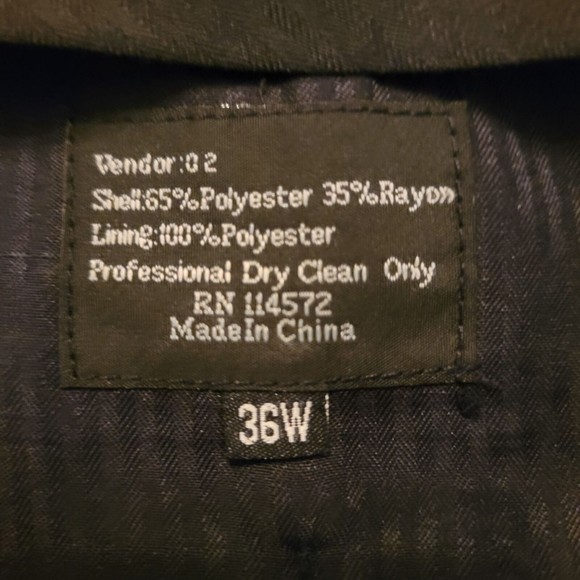 Vendor:02
Shell:65%Polyester 35%Rayon
Lining:100%Polyester
Professional Dry Clean Only
RN 114572
MadeIn China
36W